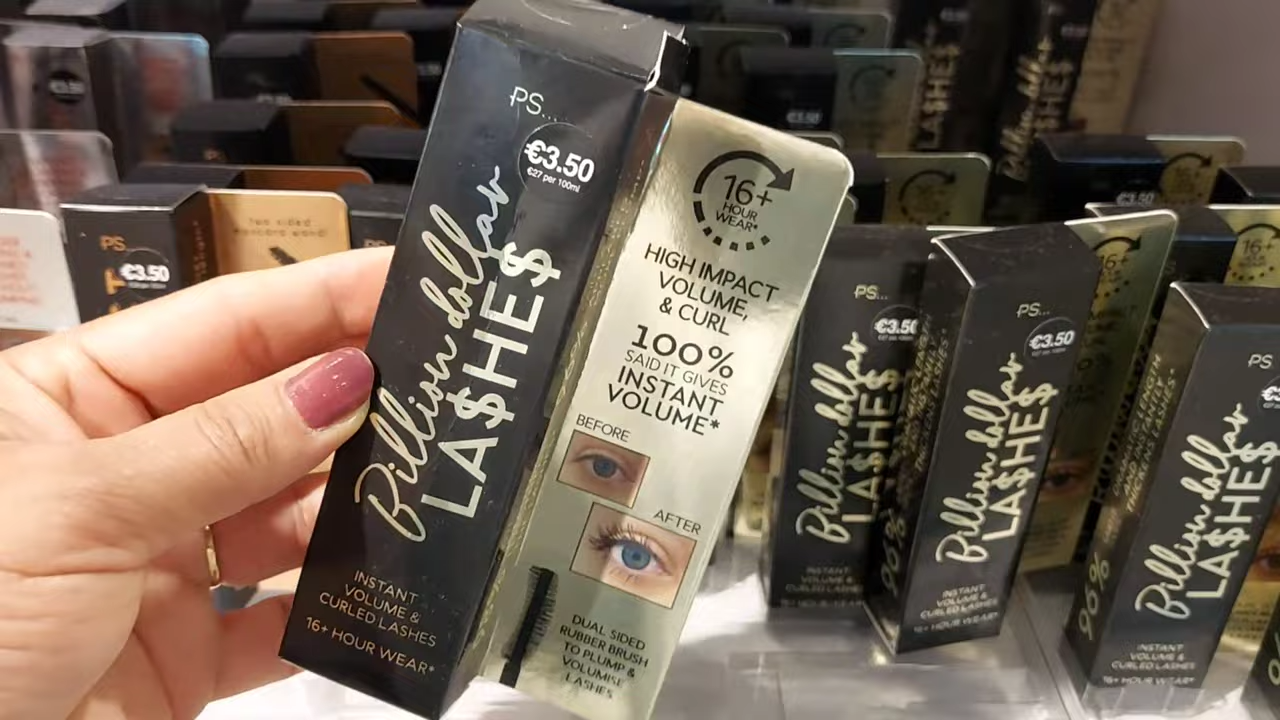 PS...
€3.50
€27 per 100ml
Billion dollar
LA$HE$
INSTANT
VOLUME &
CURLED LASHES
16+ HOUR WEAR*
16+
HOUR
WEAR*
HIGH IMPACT
VOLUME,
& CURL
100%
SAID IT GIVES
INSTANT
VOLUME*
BEFORE
AFTER
DUAL SIDED
RUBBER BRUSH
TO PLUMP &
VOLUMISE
LASHES
PS...
€3.50
two sided
PS...
€3.50
Billion dollar
LA$HE$
INSTANT
VOLUME &
CURLED LASHES
96%
PS...
€3.50
Billion dollar
LA$HE$
INSTANT
VOLUME &
CURLED LASHES
16+ HOUR WEAR*
96%
PS
Billion dollar
LA$HE$
INSTANT
VOLUME &
CURLED LASHES
16+ HOUR WEAR*
€3.50
16+